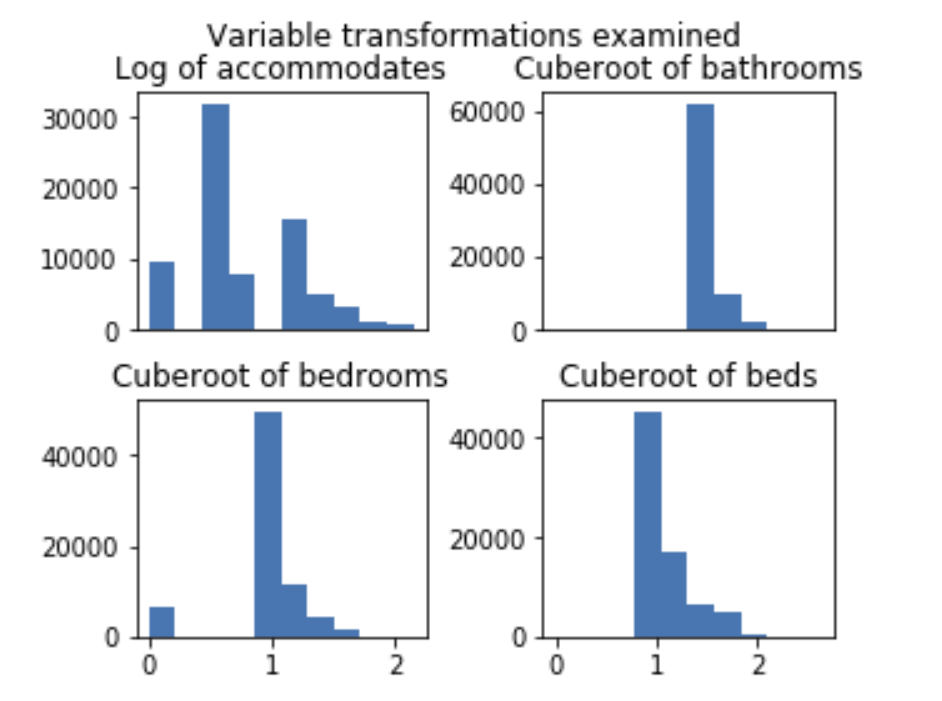 Variable transformations examined
Log of accommodates
Cuberoot of bathrooms
30000
20000
10000
0
60000
40000
20000
0
Cuberoot of bedrooms
Cuberoot of beds
40000
20000
0
0 1 2
40000
20000
0
0 1 2